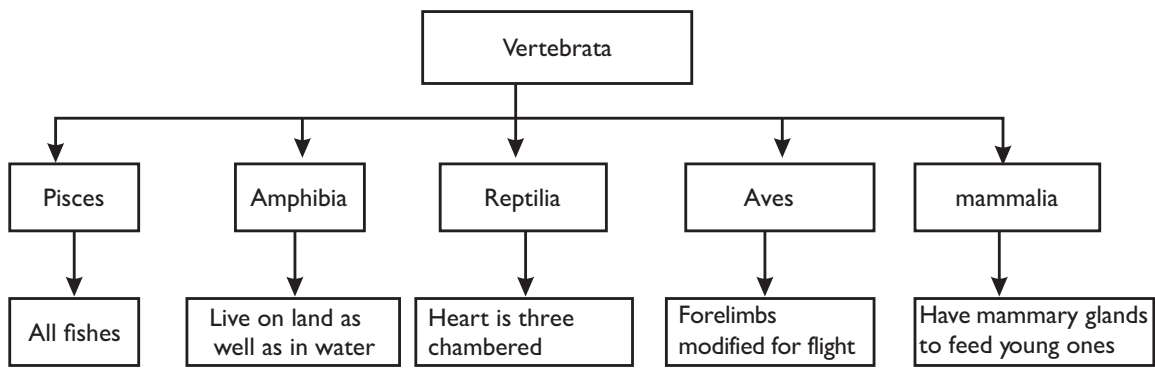 Vertebrata
Pisces
Amphibia
Reptilia
Aves
mammalia
All fishes
Live on land as
well as in water
Heart is three
chambered
Forelimbs
modified for flight
Have mammary glands
to feed young ones